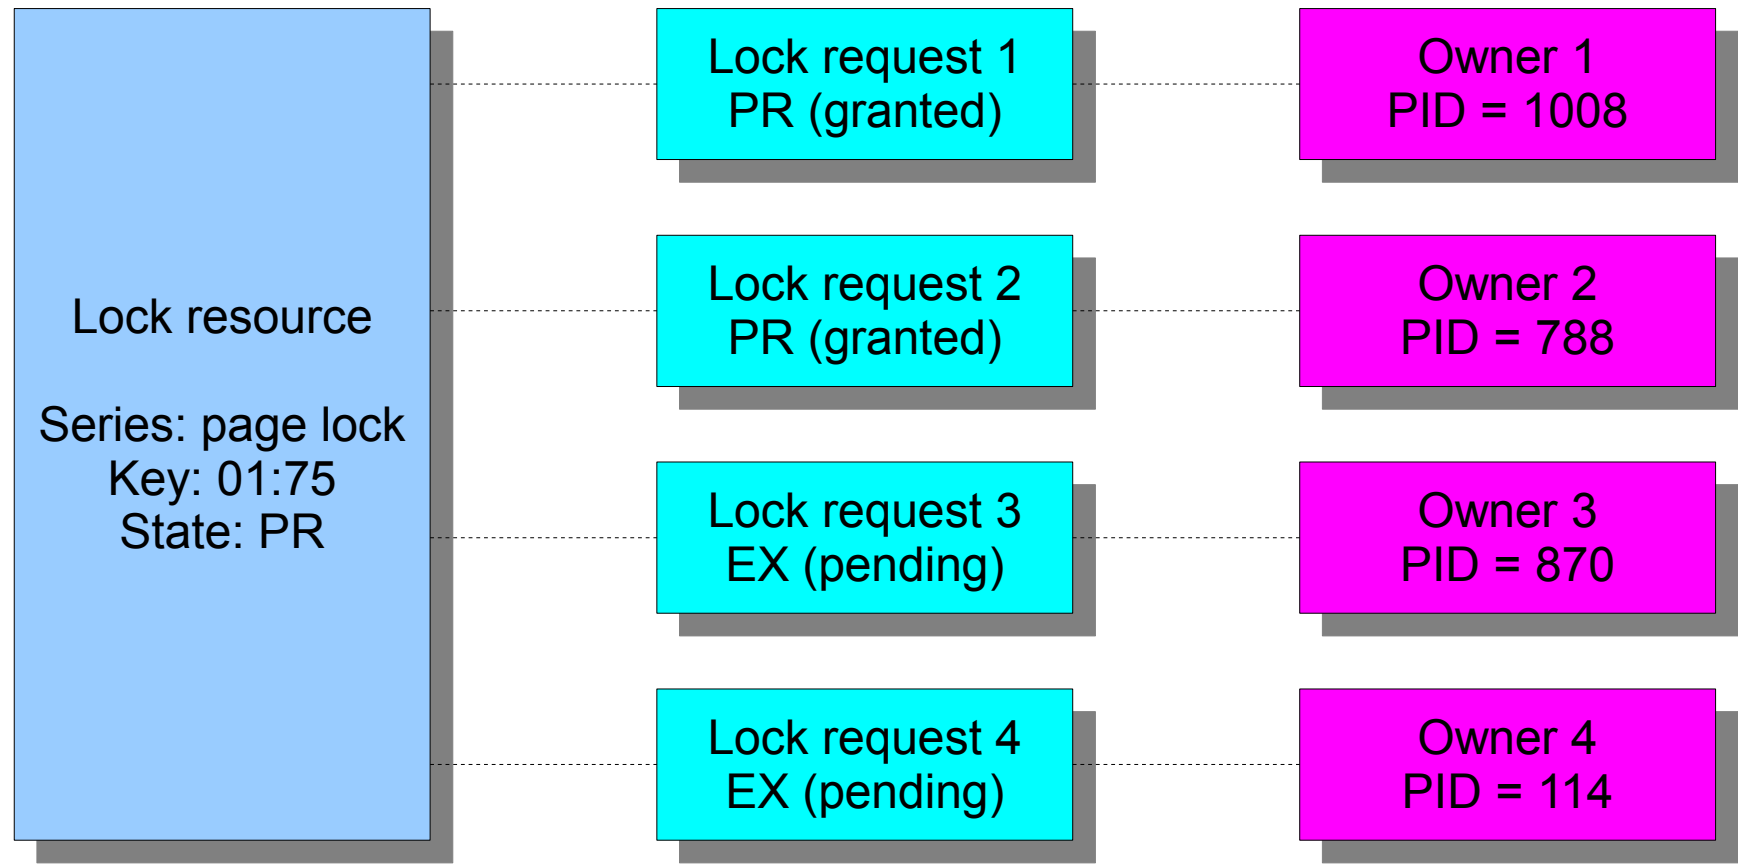 Lock resource
Series: page lock
Key: 01:75
State: PR
Lock request 1
PR (granted)
Owner 1
PID = 1008
Lock request 2
PR (granted)
Owner 2
PID = 788
Lock request 3
EX (pending)
Owner 3
PID = 870
Lock request 4
EX (pending)
Owner 4
PID = 114